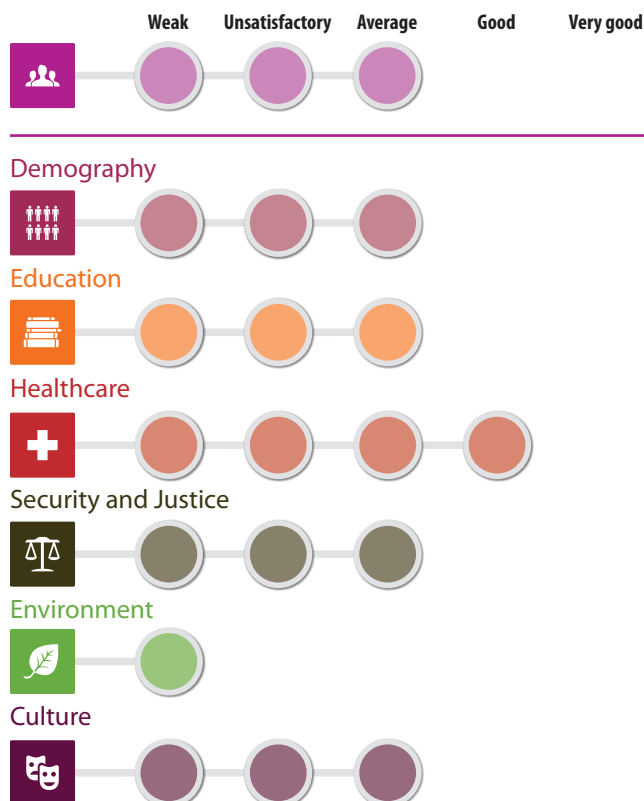 Weak Unsatisfactory Average Good Very good
Demography
Education
Healthcare
Security and Justice
Environment
Culture